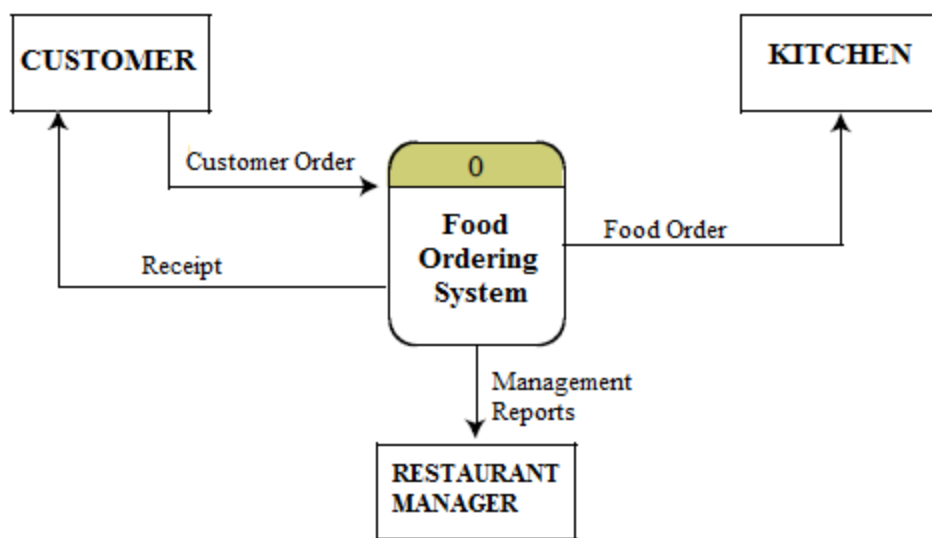 CUSTOMER
KITCHEN
Customer Order
0
Food
Ordering
System
Food Order
Receipt
Management
Reports
RESTAURANT
MANAGER